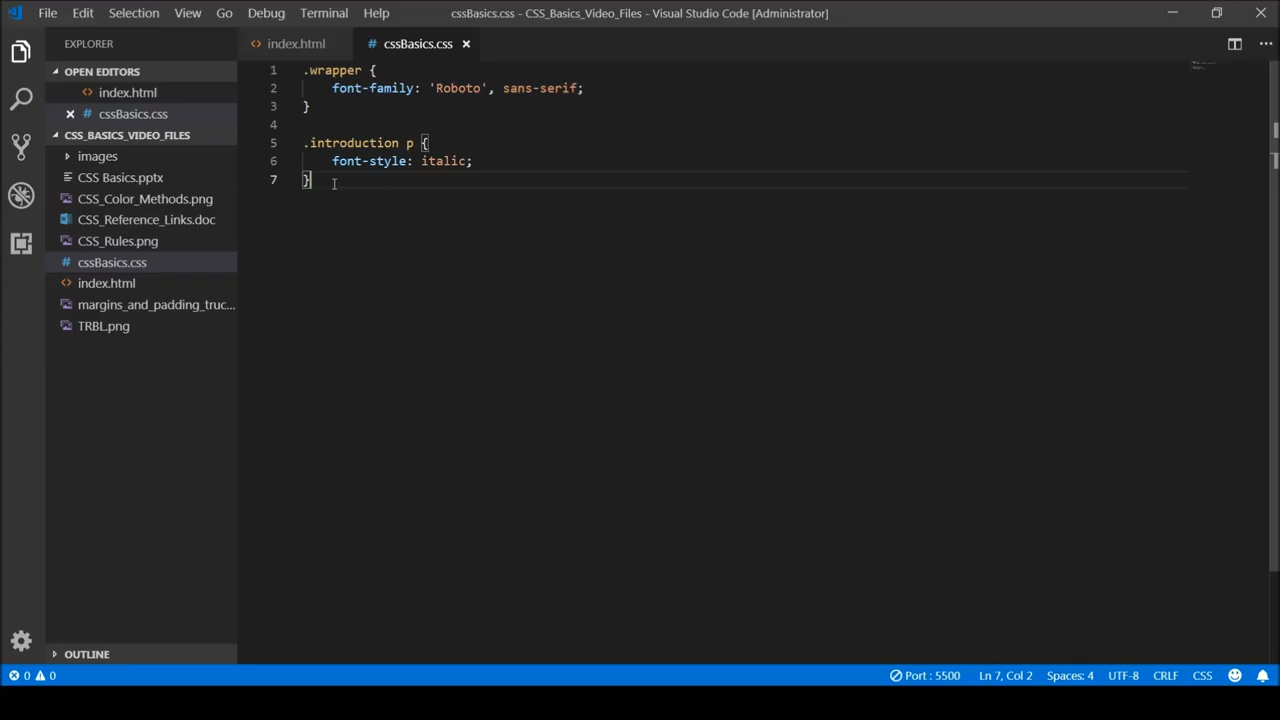 File Edit Selection View Go Debug Terminal Help cssBasics.css - CSS_Basics_Video_Files - Visual Studio Code [Administrator]
EXPLORER
index.html
cssBasics.css
OPEN EDITORS
index.html
cssBasics.css
CSS_BASICS_VIDEO_FILES
images
CSS Basics.pptx
CSS_Color_Methods.png
CSS_Reference_Links.doc
CSS_Rules.png
cssBasics.css
index.html
margins_and_padding_truc...
TRBL.png
OUTLINE
1 .wrapper {
2 font-family: 'Roboto', sans-serif;
3 }
4
5 .introduction p {
6 font-style: italic;
7 }
0 0 Port : 5500 Ln 7, Col 2 Spaces: 4 UTF-8 CRLF CSS